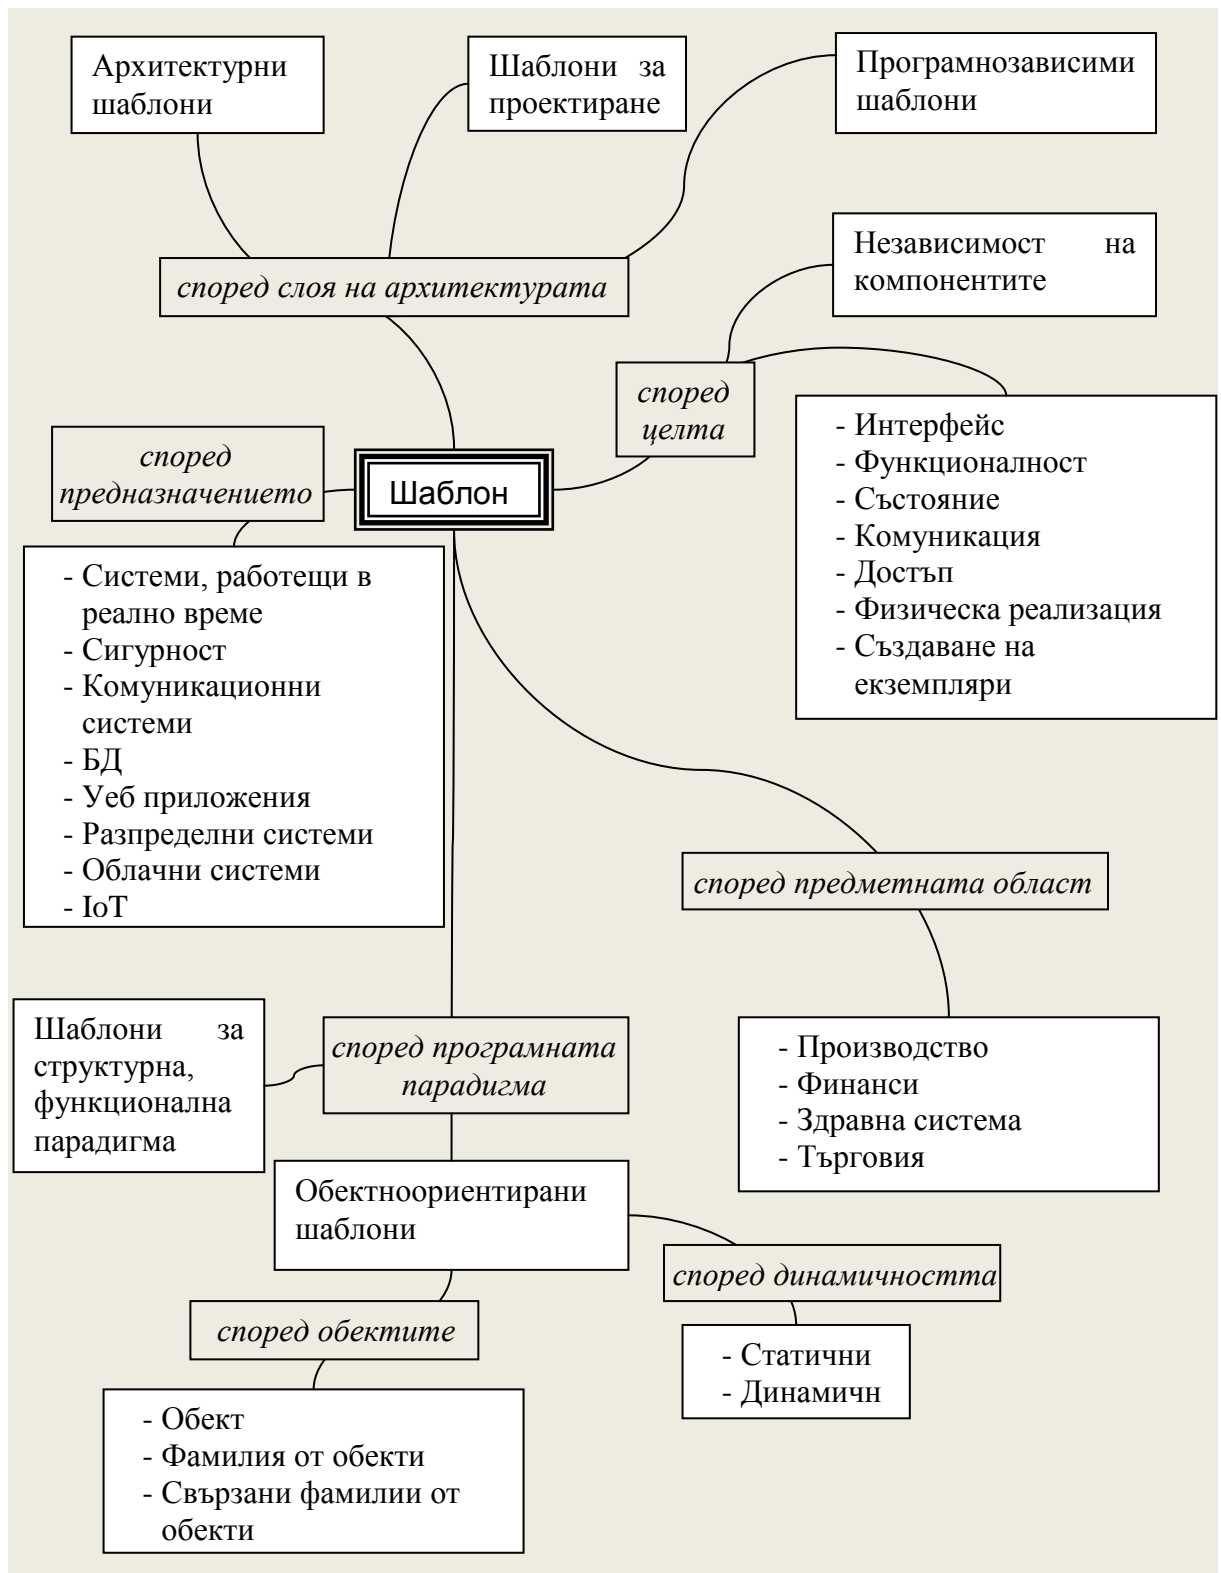 Архитектурни
шаблони
Шаблони за
проектиране
Програмнозависими
шаблони
според слоя на архитектурата
Независимост на
компонентите
според
целта
- Интерфейс
- Функционалност
- Състояние
- Комуникация
- Достъп
- Физическа реализация
- Създаване на
екземпляри
според
предназначението
Шаблон
- Системи, работещи в
реално време
- Сигурност
- Комуникационни
системи
- БД
- Уеб приложения
- Разпределни системи
- Облачни системи
- IoT
според предметната област
- Производство
- Финанси
- Здравна система
- Търговия
според програмната
парадигма
Шаблони за
структурна,
функционална
парадигма
Обектноориентирани
шаблони
според динамичността
- Статични
- Динамичн
според обектите
- Обект
- Фамилия от обекти
- Свързани фамилии от
обекти